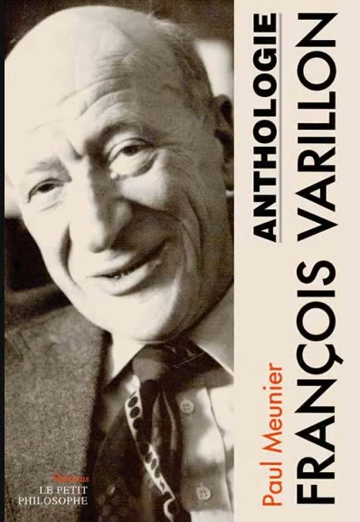 ANTHOLOGIE
FRANÇOIS VARILLON
Paul Meunier
LE PETIT
PHILOSOPHE